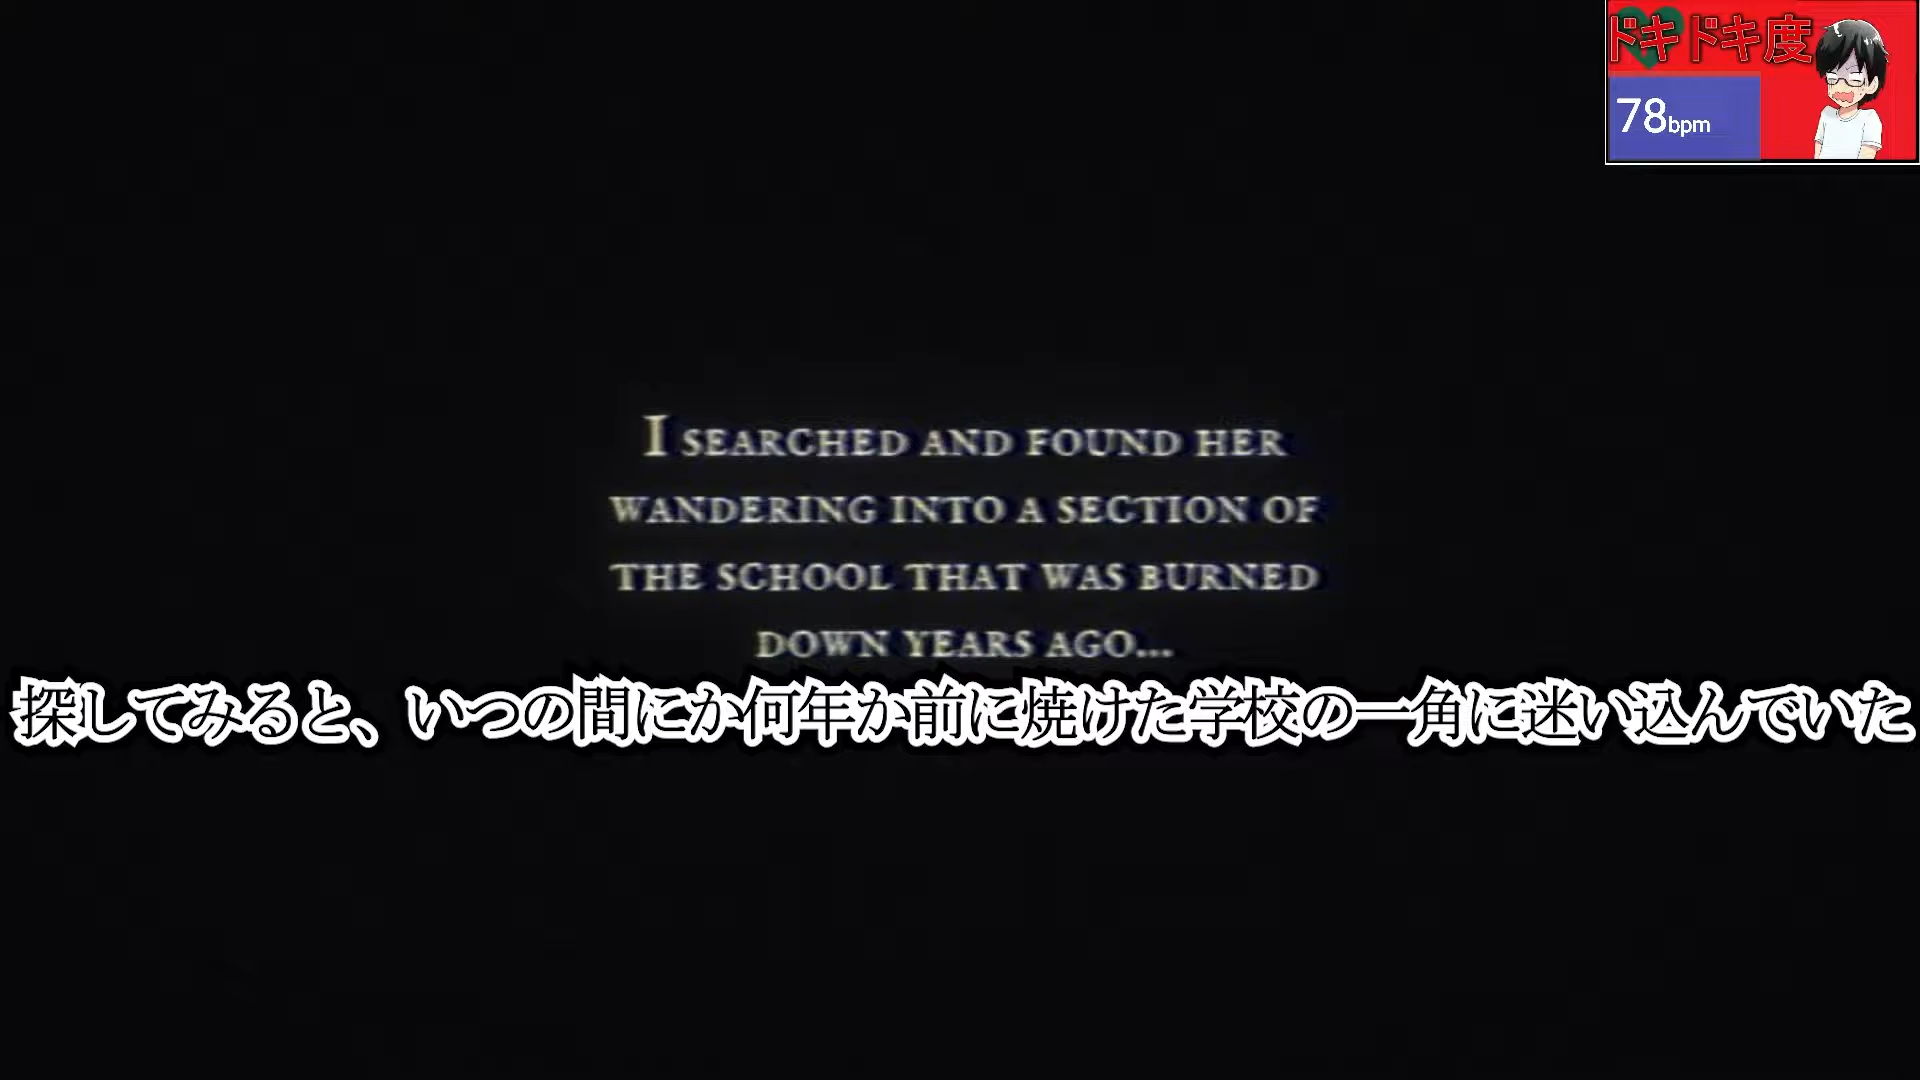 ドキドキ度
78bpm
I SEARCHED AND FOUND HER
WANDERING INTO A SECTION OF
THE SCHOOL THAT WAS BURNED
DOWN YEARS AGO...
探してみると、いつの間にか何年か前に焼けた学校の一角に迷い込んでいた